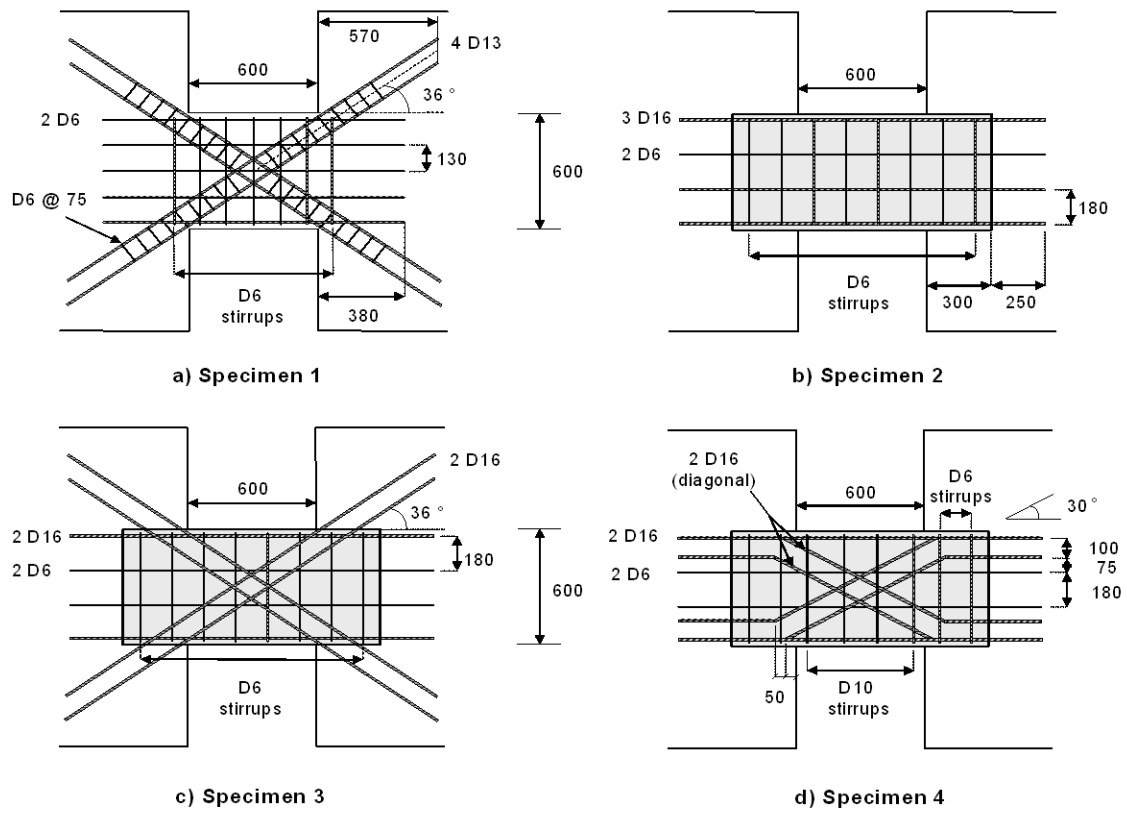 570
4 D13
600
36 °
2 D6
130
600
D6 @ 75
D6
stirrups
380
a) Specimen 1
600
3 D16
2 D6
180
D6
stirrups
300
250
b) Specimen 2
2 D16
600
36 °
2 D16
180
2 D6
600
D6
stirrups
c) Specimen 3
2 D16
(diagonal)
600
D6
stirrups
30 °
2 D16
100
75
2 D6
180
50
D10
stirrups
d) Specimen 4